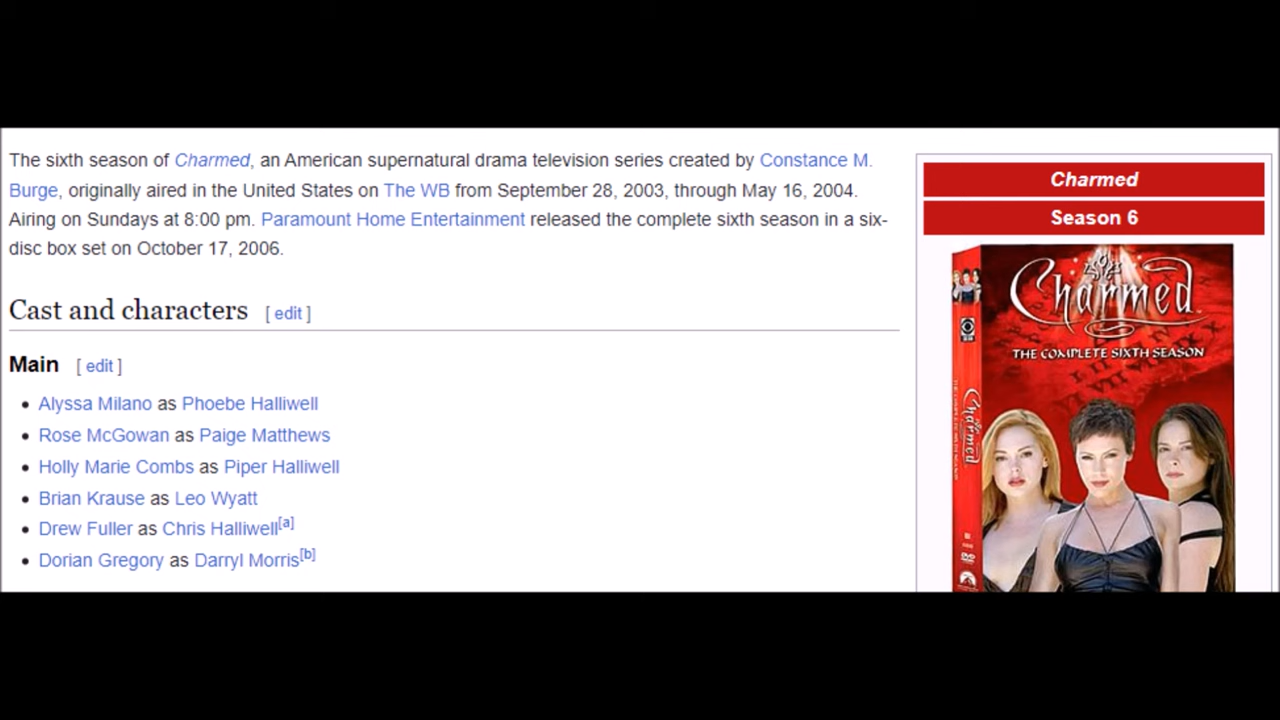 The sixth season of Charmed, an American supernatural drama television series created by Constance M.
Burge, originally aired in the United States on The WB from September 28, 2003, through May 16, 2004.
Airing on Sundays at 8:00 pm. Paramount Home Entertainment released the complete sixth season in a six-
disc box set on October 17, 2006.
Cast and characters [ edit ]
Main [ edit ]
• Alyssa Milano as Phoebe Halliwell
• Rose McGowan as Paige Matthews
• Holly Marie Combs as Piper Halliwell
• Brian Krause as Leo Wyatt
• Drew Fuller as Chris Halliwell[a]
• Dorian Gregory as Darryl Morris[b]
Charmed
Season 6
Charmed
THE COMPLETE SIXTH SEASON
Charmed
DVD